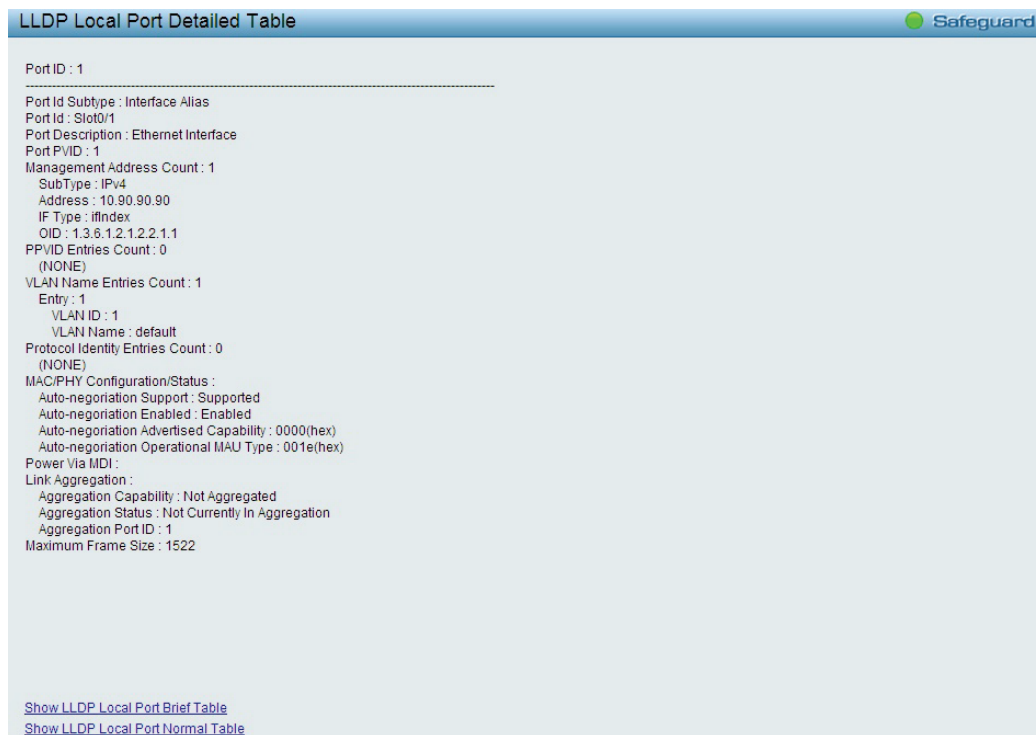 LLDP Local Port Detailed Table
Safeguard
Port ID : 1
Port Id Subtype : Interface Alias
Port Id : Slot0/1
Port Description : Ethernet Interface
Port PVID : 1
Management Address Count : 1
SubType : IPv4
Address : 10.90.90.90
IF Type : ifIndex
OID : 1.3.6.1.2.1.2.2.1.1
PPVID Entries Count : 0
(NONE)
VLAN Name Entries Count : 1
Entry : 1
VLAN ID : 1
VLAN Name : default
Protocol Identity Entries Count : 0
(NONE)
MAC/PHY Configuration/Status :
Auto-negoriation Support : Supported
Auto-negoriation Enabled : Enabled
Auto-negoriation Advertised Capability : 0000(hex)
Auto-negoriation Operational MAU Type : 001e(hex)
Power Via MDI :
Link Aggregation :
Aggregation Capability : Not Aggregated
Aggregation Status : Not Currently In Aggregation
Aggregation Port ID : 1
Maximum Frame Size : 1522
Show LLDP Local Port Brief Table
Show LLDP Local Port Normal Table